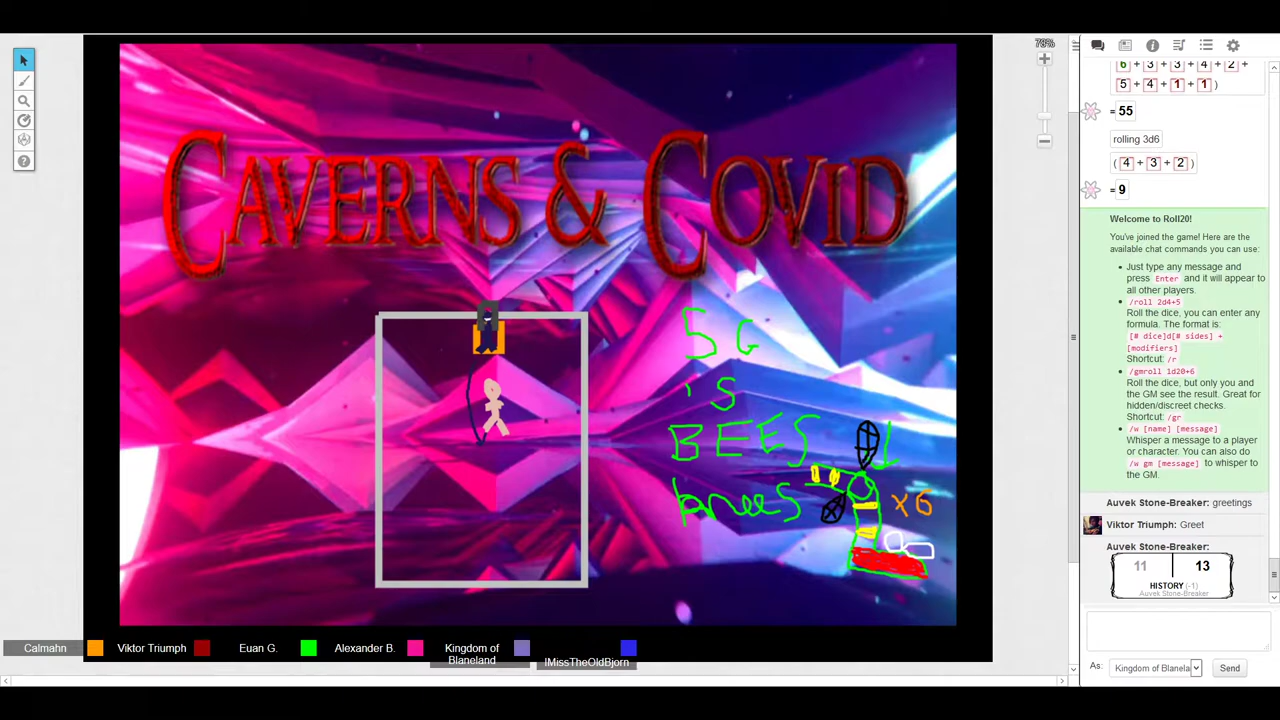 78%
CAVERNS & COVID
5 G
'S
BEES
knees
x6
6 + 3 + 3 + 4 + 2 +
5 + 4 + 1 + 1 )
= 55
rolling 3d6
( 4 + 3 + 2 )
= 9
Welcome to Roll20!
You've joined the game! Here are the
available chat commands you can use:
• Just type any message and
press Enter and it will appear to
all other players.
• /roll 2d4+5
Roll the dice, you can enter any
formula. The format is:
[# dice]d[# sides] +
[modifiers]
Shortcut: /r
• /gmroll 1d20+6
Roll the dice, but only you and
the GM see the result. Great for
hidden/discreet checks.
Shortcut: /gr
• /w [name] [message]
Whisper a message to a player
or character. You can also do
/w gm [message] to whisper to
the GM.
Auvek Stone-Breaker: greetings
Viktor Triumph: Greet
Auvek Stone-Breaker:
11 13
HISTORY (-1)
Auvek Stone-Breaker
As: Kingdom of Blanela Send
Calmahn Viktor Triumph Euan G. Alexander B. Kingdom of
Blaneland
IMissTheOldBjorn